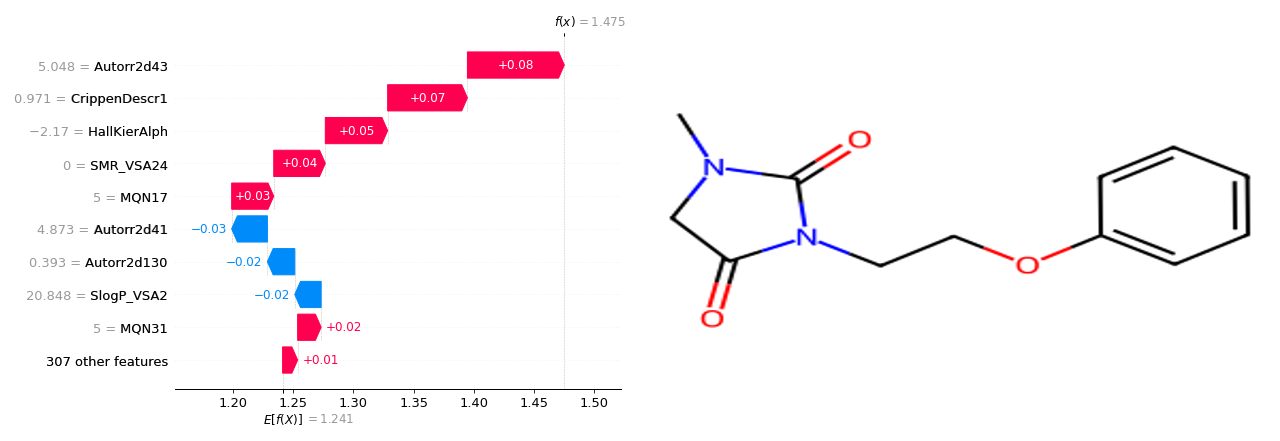 f(x) = 1.475
5.048 = Autorr2d43
+0.08
0.971 = CrippenDescr1
+0.07
−2.17 = HallKierAlph
+0.05
0 = SMR_VSA24
+0.04
5 = MQN17
+0.03
4.873 = Autorr2d41
−0.03
0.393 = Autorr2d130
−0.02
20.848 = SlogP_VSA2
−0.02
5 = MQN31
+0.02
307 other features
+0.01
1.20 1.25 1.30 1.35 1.40 1.45 1.50
E[f(X)] = 1.241
O
N
N
O
O